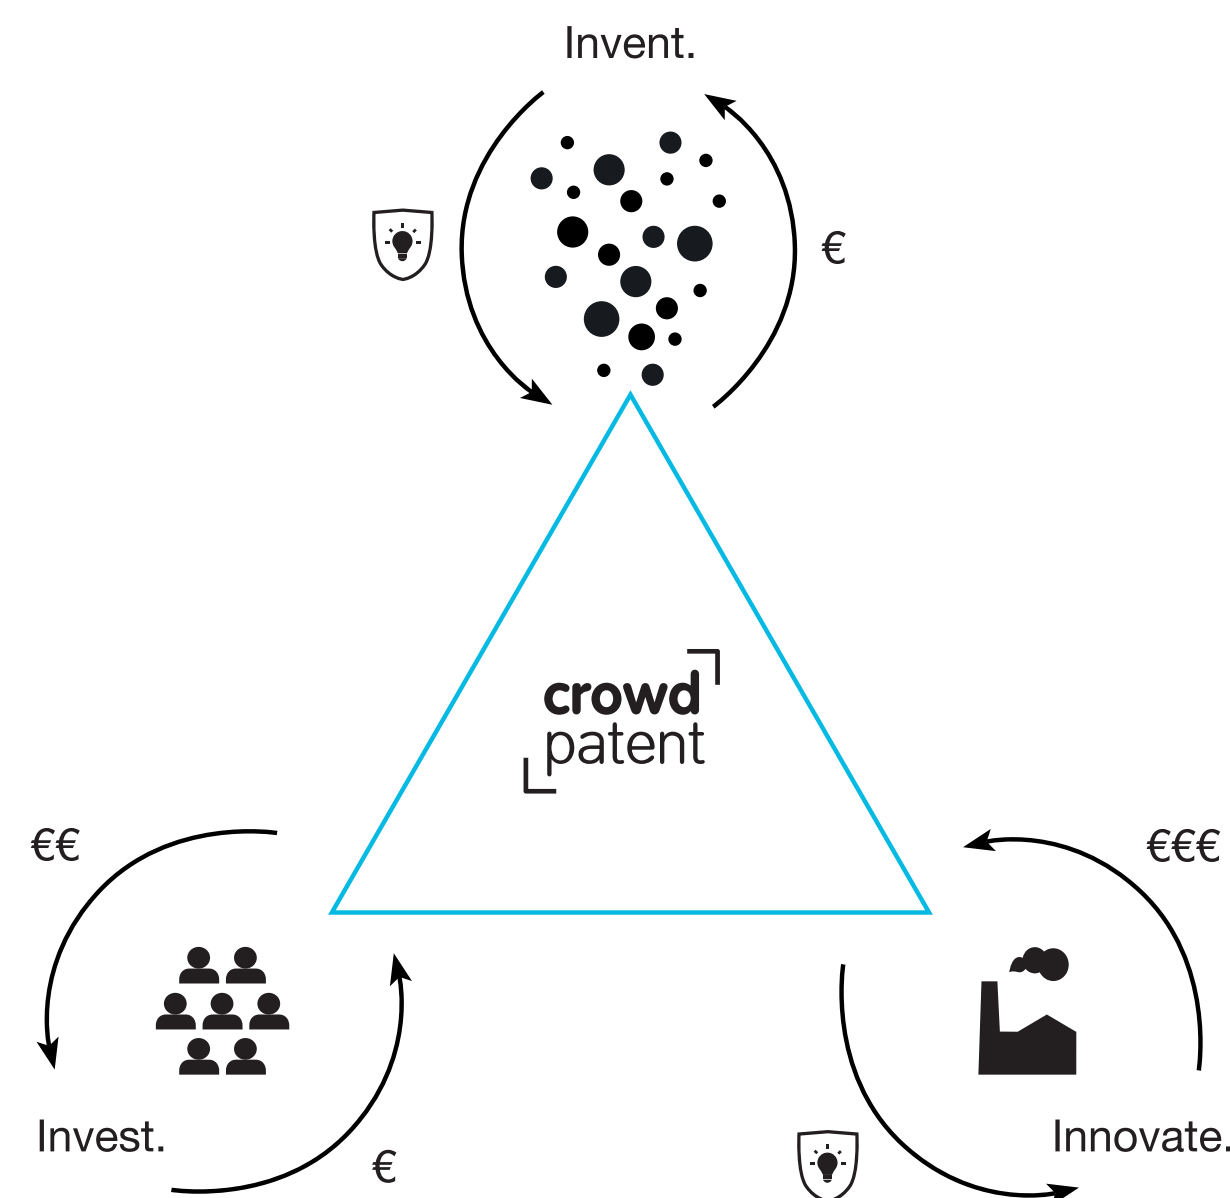 Invent.
€
crowd
patent
€€
€€€
Invest.
Innovate.
€